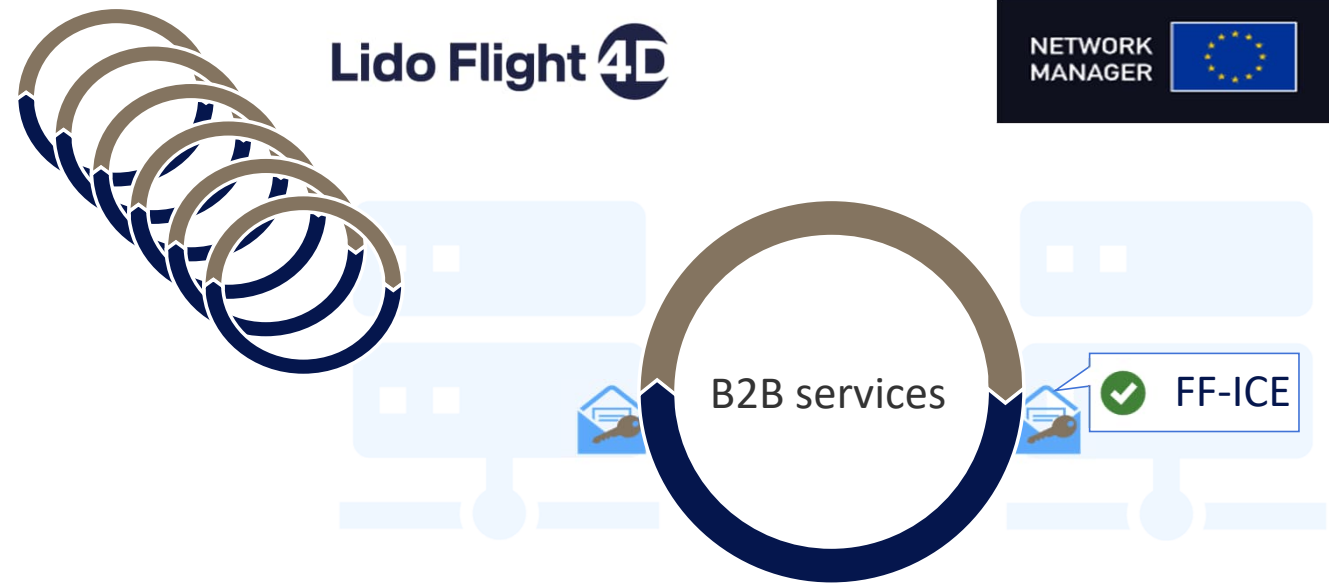 Lido Flight 4D
NETWORK
MANAGER
B2B services
FF-ICE